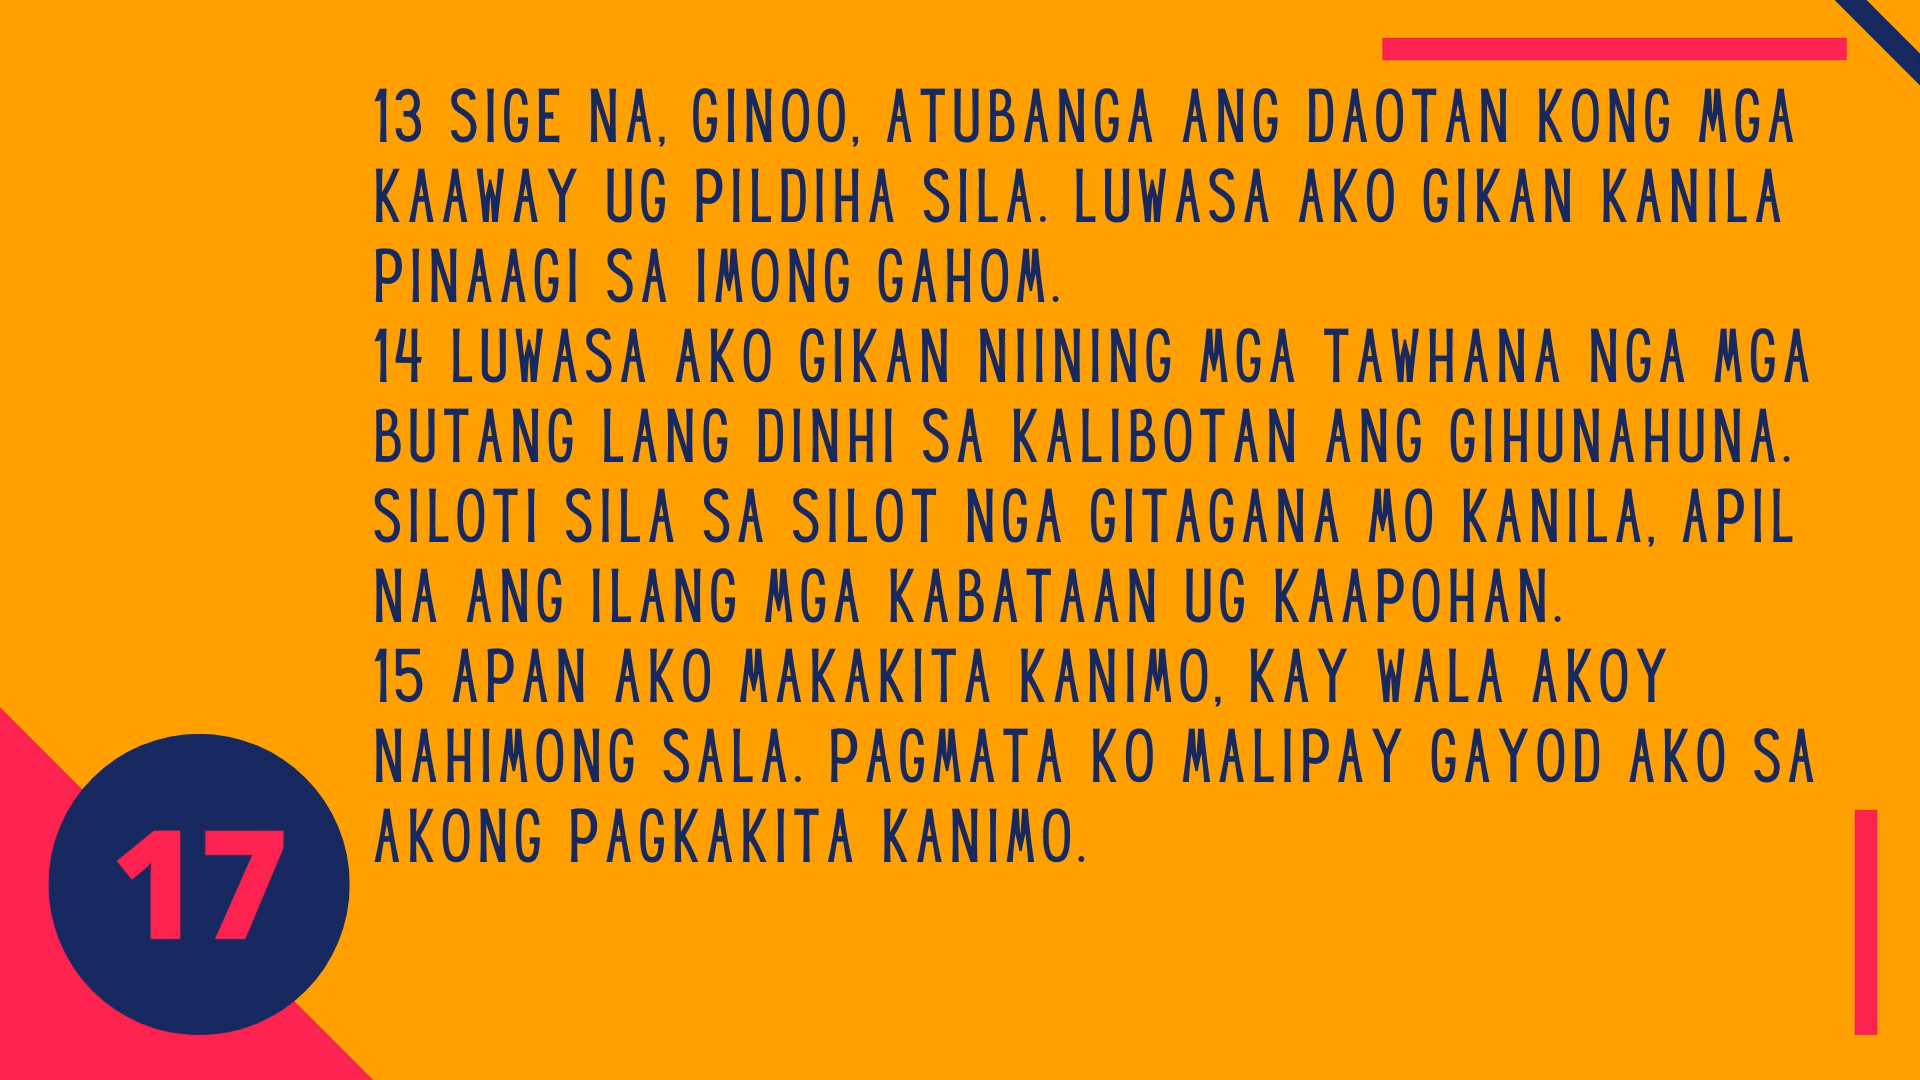 13 SIGE NA, GINOO, ATUBANGA ANG DAOTAN KONG MGA
KAAWAY UG PILDIHA SILA. LUWASA AKO GIKAN KANILA
PINAAGI SA IMONG GAHOM.
14 LUWASA AKO GIKAN NIINING MGA TAWHANA NGA MGA
BUTANG LANG DINHI SA KALIBOTAN ANG GIHUNAHUNA.
SILOTI SILA SA SILOT NGA GITAGANA MO KANILA, APIL
NA ANG ILANG MGA KABATAAN UG KAAPOHAN.
15 APAN AKO MAKAKITA KANIMO, KAY WALA AKOY
NAHIMONG SALA. PAGMATA KO MALIPAY GAYOD AKO SA
AKONG PAGKAKITA KANIMO.
17